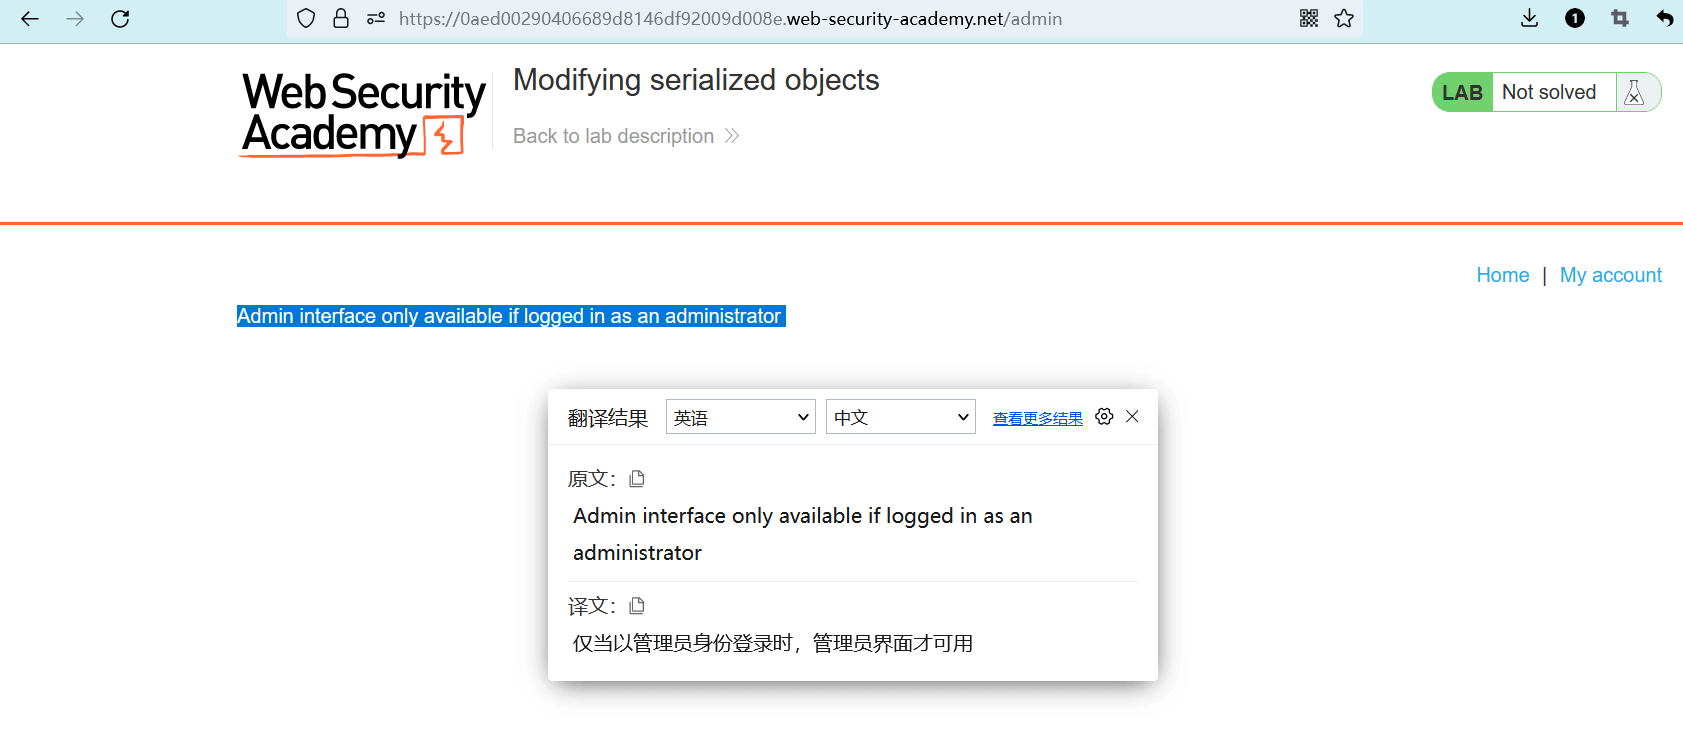 https://0aed00290406689d8146df92009d008e.web-security-academy.net/admin
1
Web Security
Academy
Modifying serialized objects
Back to lab description
LAB Not solved
Home | My account
Admin interface only available if logged in as an administrator
翻译结果 英语 中文 查看更多结果
原文：
Admin interface only available if logged in as an
administrator
译文：
仅当以管理员身份登录时，管理员界面才可用